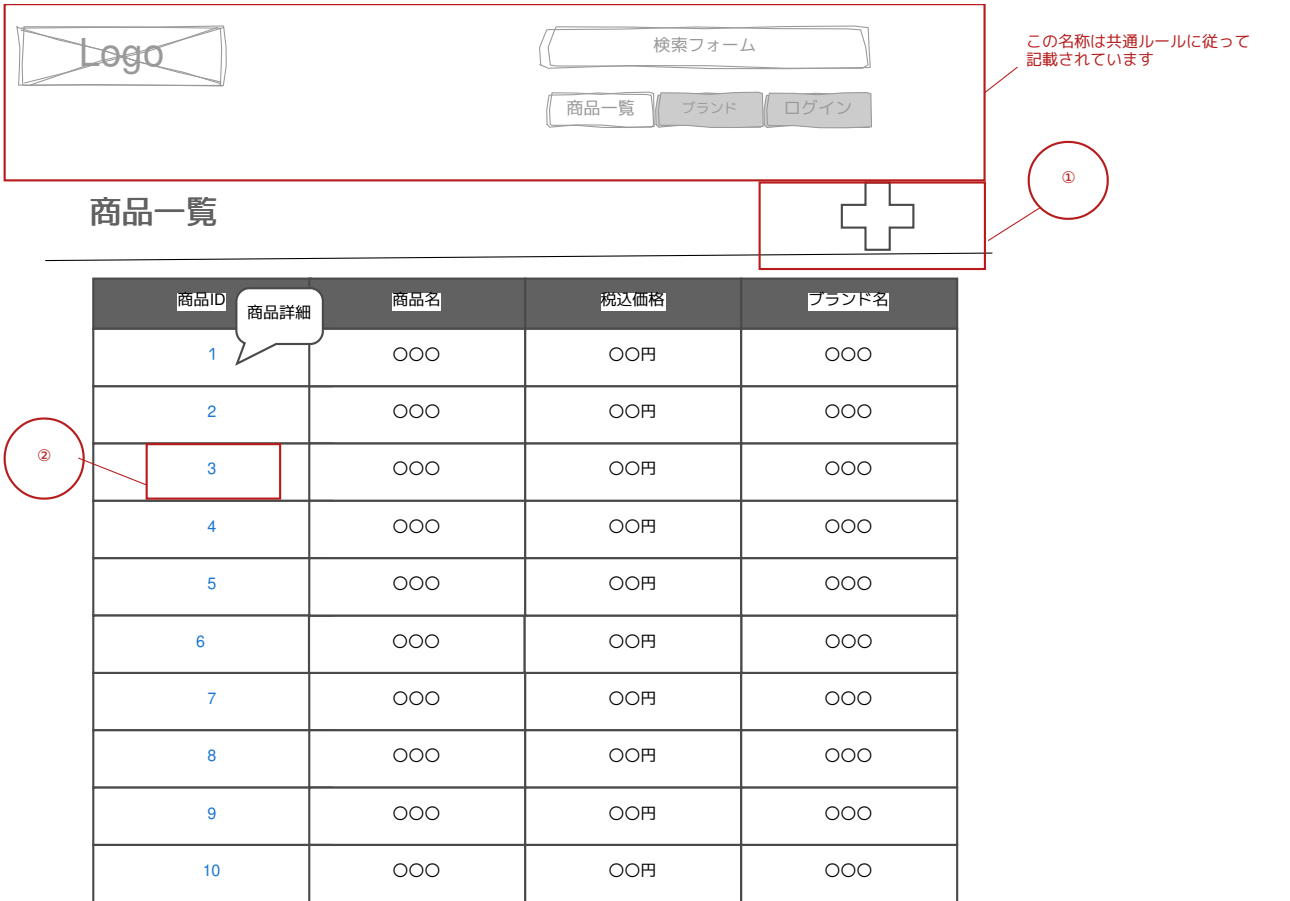 Logo
検索フォーム
この名称は共通ルールに従って
記載されています
商品一覧 ブランド ログイン
①
商品一覧
商品ID 商品名 税込価格 ブランド名
商品詳細
1 〇〇〇 〇〇円 〇〇〇
2 〇〇〇 〇〇円 〇〇〇
②
3 〇〇〇 〇〇円 〇〇〇
4 〇〇〇 〇〇円 〇〇〇
5 〇〇〇 〇〇円 〇〇〇
6 〇〇〇 〇〇円 〇〇〇
7 〇〇〇 〇〇円 〇〇〇
8 〇〇〇 〇〇円 〇〇〇
9 〇〇〇 〇〇円 〇〇〇
10 〇〇〇 〇〇円 〇〇〇